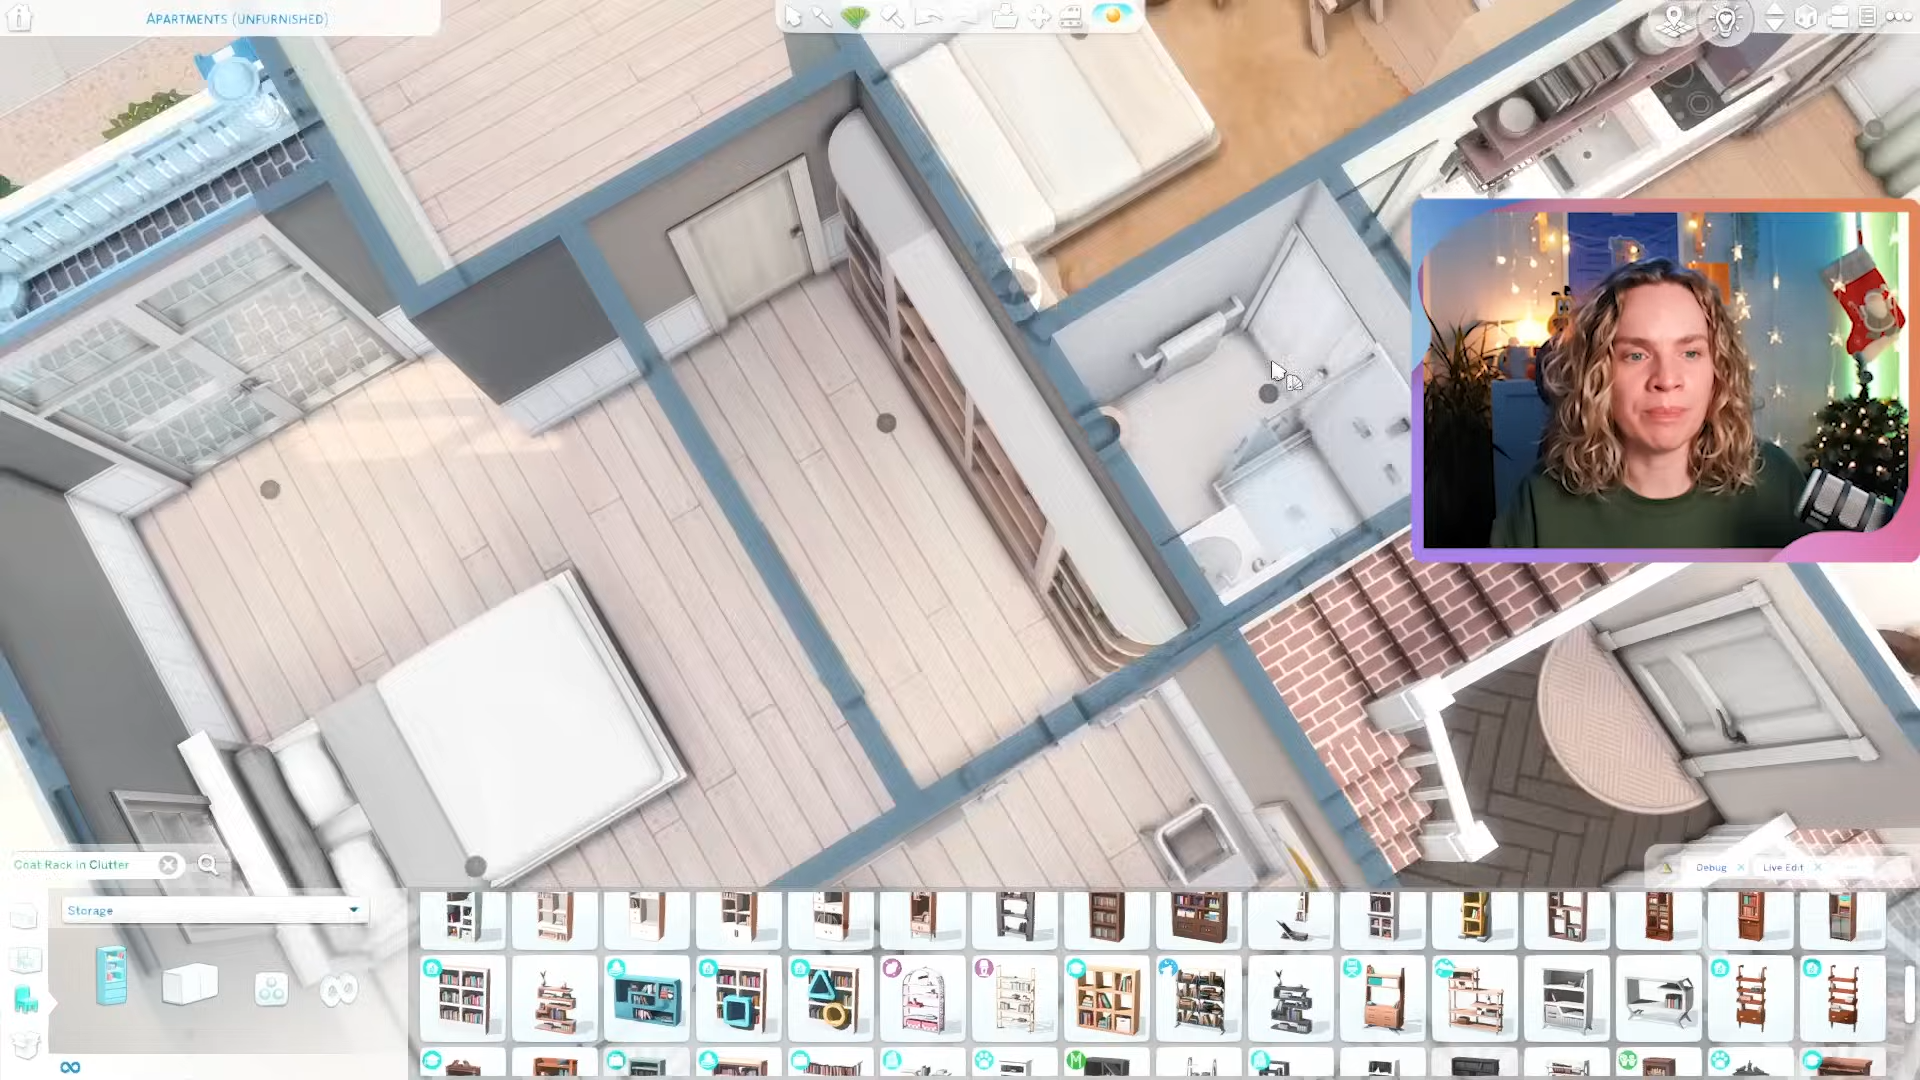 APARTMENTS (UNFURNISHED)
Coat Rack in Clutter
Debug
Live Edit
Storage